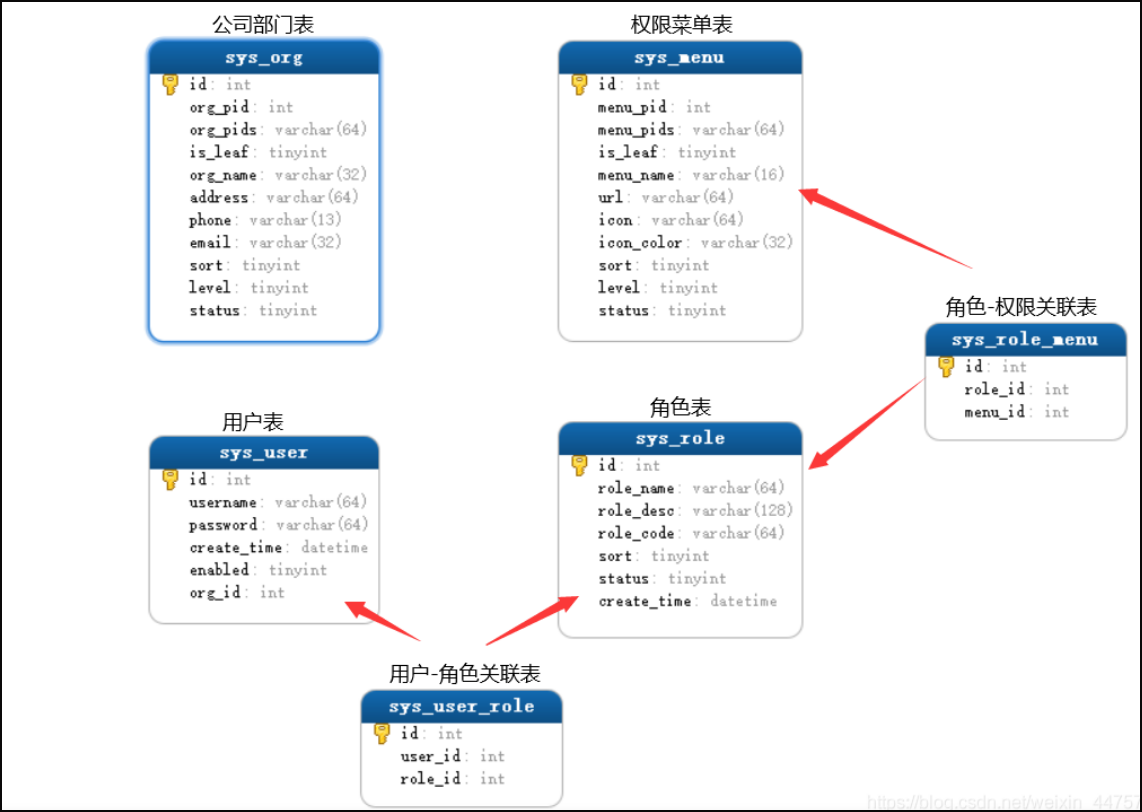 公司部门表
sys_org
id: int
org_pid: int
org_pids: varchar(64)
is_leaf: tinyint
org_name: varchar(32)
address: varchar(64)
phone: varchar(13)
email: varchar(32)
sort: tinyint
level: tinyint
status: tinyint
权限菜单表
sys_menu
id: int
menu_pid: int
menu_pids: varchar(64)
is_leaf: tinyint
menu_name: varchar(16)
url: varchar(64)
icon: varchar(64)
icon_color: varchar(32)
sort: tinyint
level: tinyint
status: tinyint
角色-权限关联表
sys_role_menu
id: int
role_id: int
menu_id: int
用户表
sys_user
id: int
username: varchar(64)
password: varchar(64)
create_time: datetime
enabled: tinyint
org_id: int
角色表
sys_role
id: int
role_name: varchar(64)
role_desc: varchar(128)
role_code: varchar(64)
sort: tinyint
status: tinyint
create_time: datetime
用户-角色关联表
sys_user_role
id: int
user_id: int
role_id: int
https://blog.csdn.net/weixin_4475